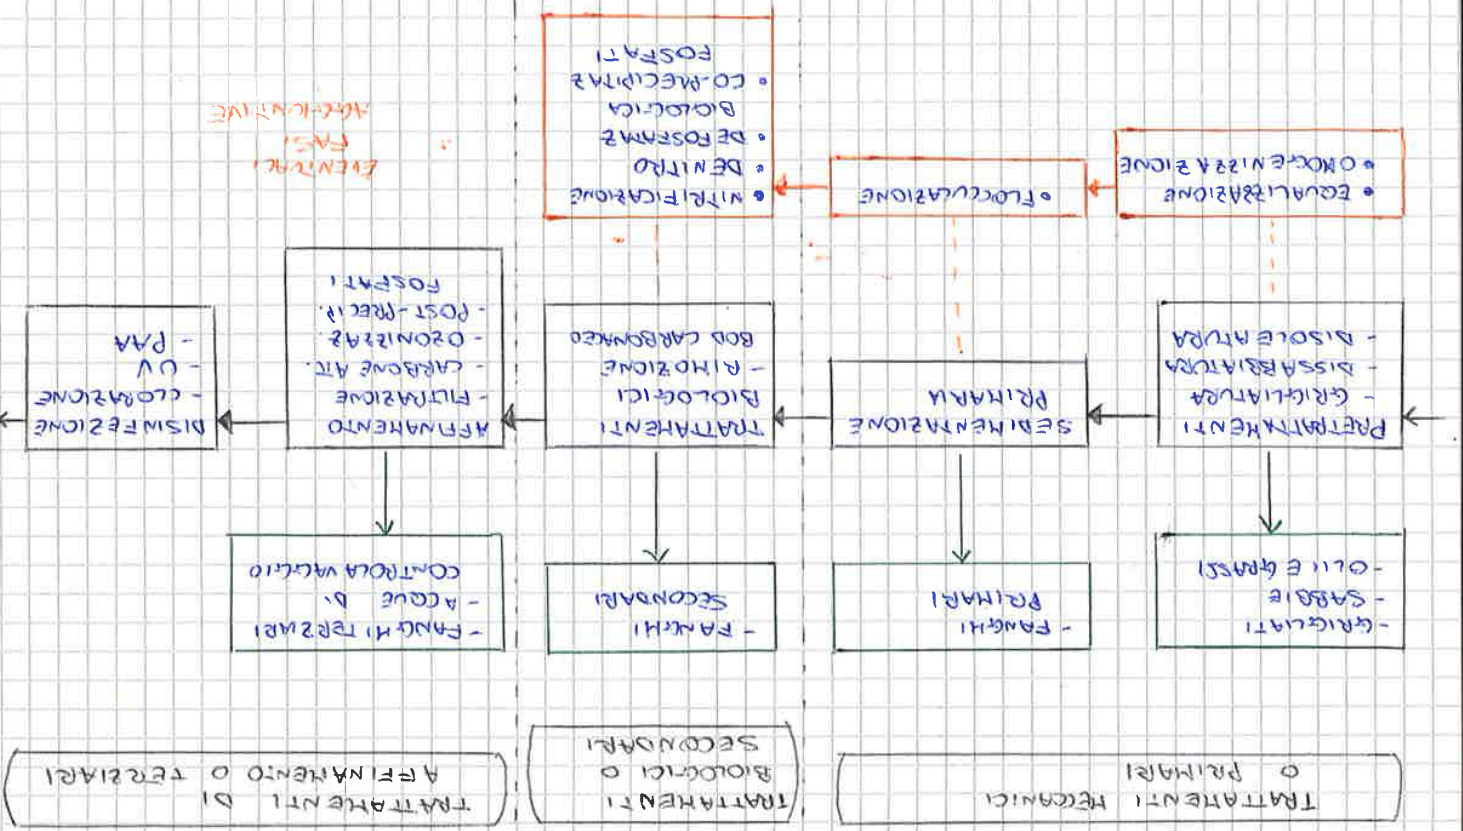 TRATTAMENTI MECCANICI
O PRIMARI
TRATTAMENTI
BIOLOGICI O
SECONDARI
TRATTAMENTI DI
AFFINAMENTO O TERZIARI
- GRIGLIATI
- SABBIE
- OLII E GRASSI
- FANGHI
PRIMARI
- FANGHI
SECONDARI
- FANGHI TERZIARI
- ACQUE DI
CONTROLAVAGGIO
PRETRATTAMENTI
- GRIGLIATURA
- DISSABBIATURA
- DISOLEATURA
SEDIMENTAZIONE
PRIMARIA
TRATTAMENTI
BIOLOGICI
- RIMOZIONE
BOD CARBONACEO
AFFINAMENTO
- FILTRAZIONE
- CARBONE ATT.
- OZONIZZAZ.
- POST-PRECIP.
FOSFATI
DISINFEZIONE
- CLORAZIONE
- UV
- PAA
• EQUALIZZAZIONE
• OMOGENIZZAZIONE
• FLOCCULAZIONE
• NITRIFICAZIONE
• DENITRO
• DEFOSFAZ
BIOLOGICA
• CO-PRECIPITAZ
FOSFATI
EVENTUALI
FASI
AGGIUNTIVE